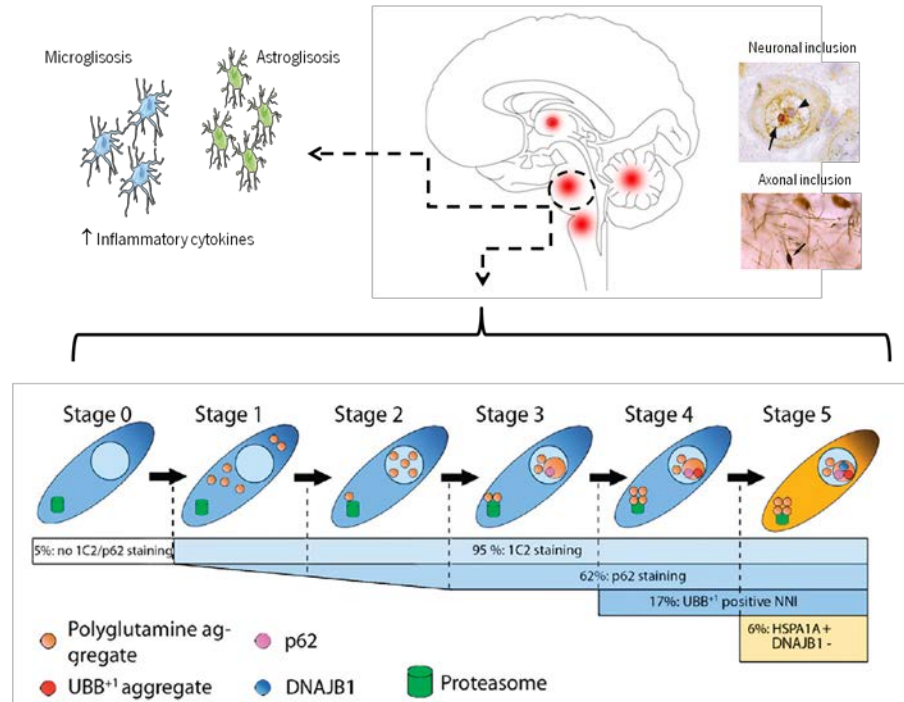 Microglisosis
Astroglisosis
↑ Inflammatory cytokines
Neuronal inclusion
Axonal inclusion
Stage 0 Stage 1 Stage 2 Stage 3 Stage 4 Stage 5
5%: no 1C2/p62 staining
95 %: 1C2 staining
62%: p62 staining
17%: UBB+1 positive NNI
6%: HSPA1A +
DNAJB1 -
Polyglutamine ag-
gregate
p62
UBB+1 aggregate
DNAJB1
Proteasome